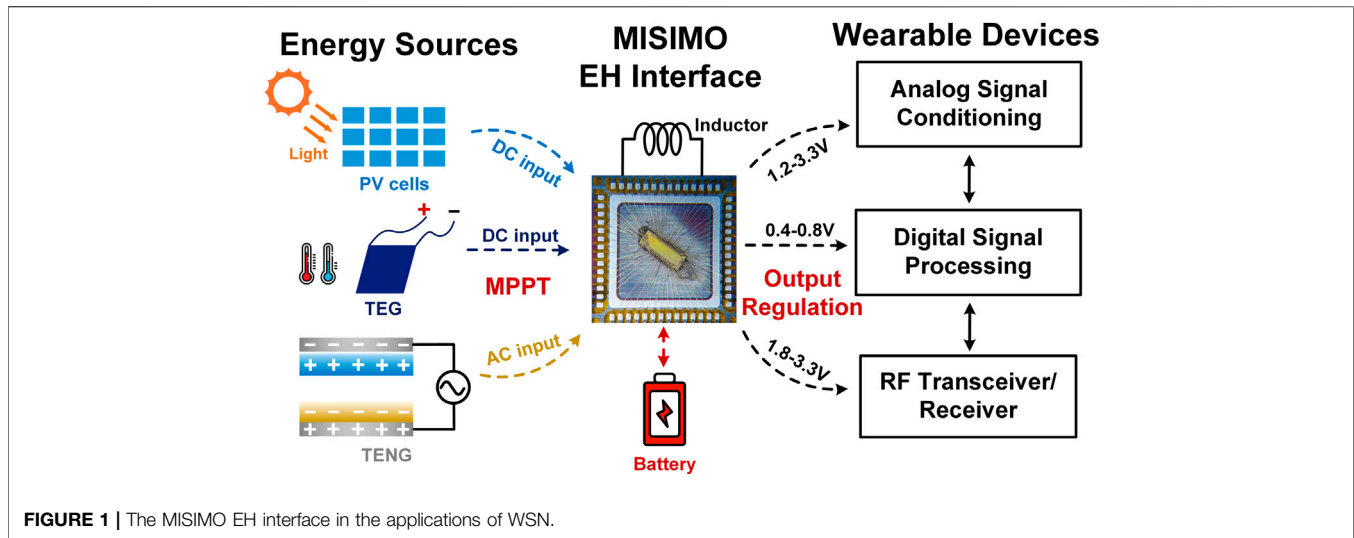 Energy Sources
MISIMO
EH Interface
Wearable Devices
Light
PV cells
DC input
Inductor
1.2-3.3V
Analog Signal
Conditioning
+
−
TEG
DC input
MPPT
0.4-0.8V
Output
Regulation
Digital Signal
Processing
− − − − −
+ + + + +
− − − − −
+ + + + +
TENG
AC input
Battery
1.8-3.3V
RF Transceiver/
Receiver
FIGURE 1 | The MISIMO EH interface in the applications of WSN.